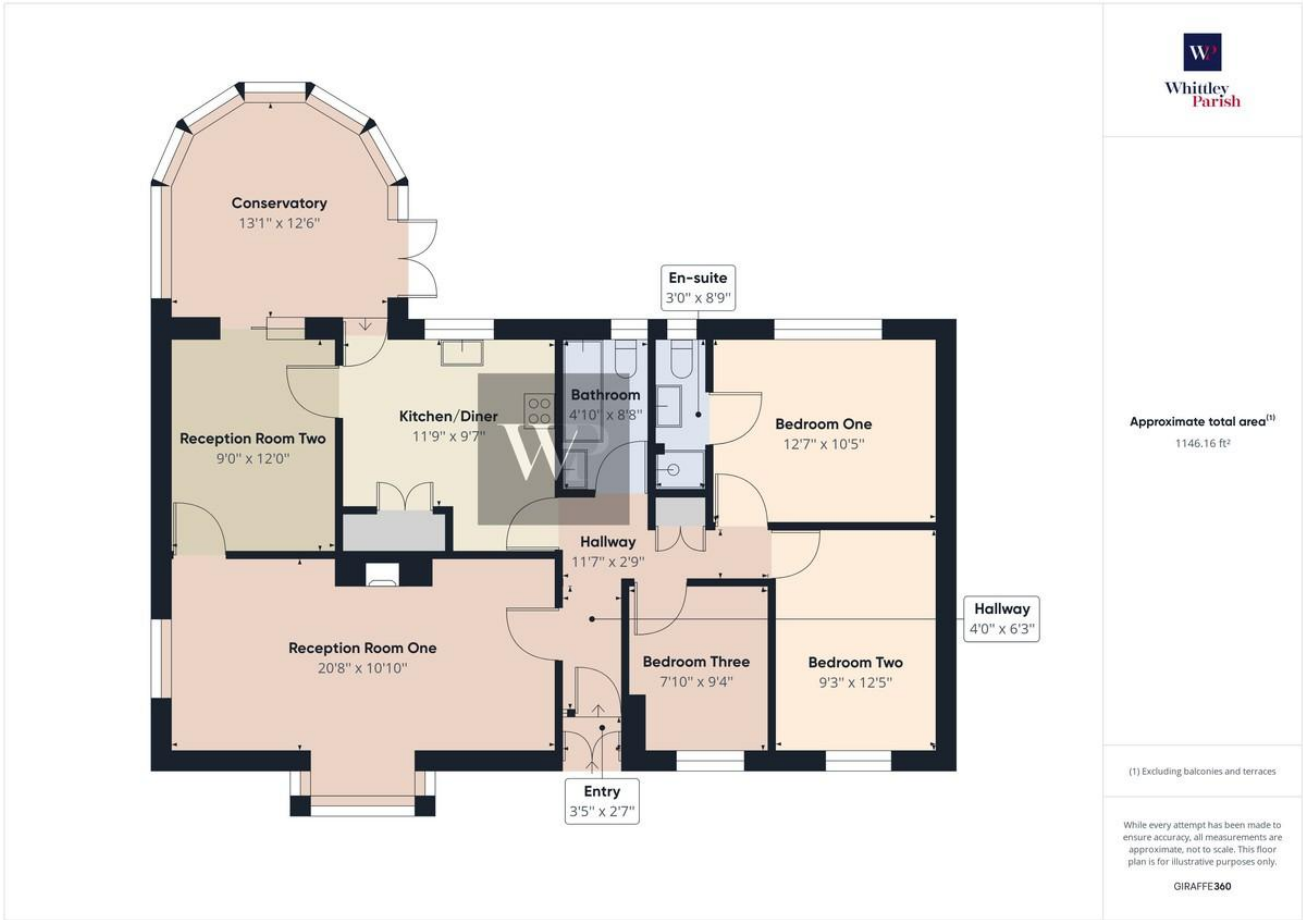 Conservatory
13'1" x 12'6"
En-suite
3'0" x 8'9"
Bathroom
4'10" x 8'8"
Kitchen/Diner
11'9" x 9'7"
Bedroom One
12'7" x 10'5"
Reception Room Two
9'0" x 12'0"
WP
Hallway
11'7" x 2'9"
Hallway
4'0" x 6'3"
Reception Room One
20'8" x 10'10"
Bedroom Three
7'10" x 9'4"
Bedroom Two
9'3" x 12'5"
Entry
3'5" x 2'7"
WP
Whittley
Parish
Approximate total area(1)
1146.16 ft²
(1) Excluding balconies and terraces
While every attempt has been made to
ensure accuracy, all measurements are
approximate, not to scale. This floor
plan is for illustrative purposes only.
GIRAFFE360